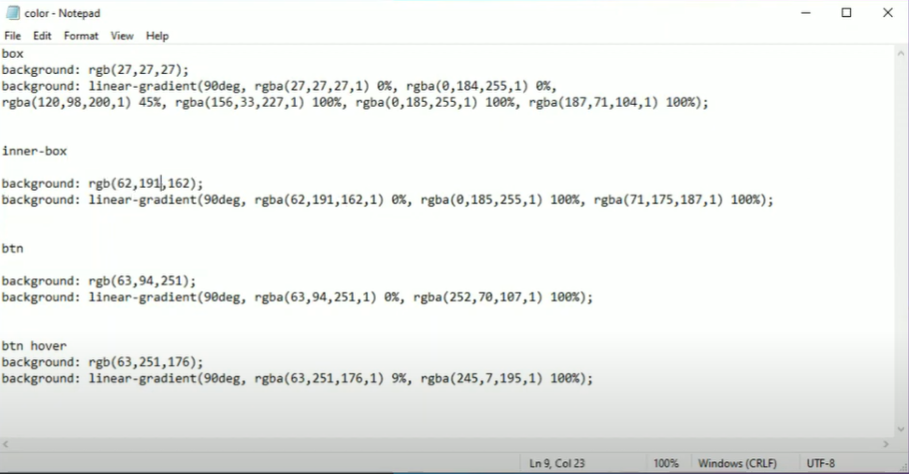 color - Notepad
File Edit Format View Help
box
background: rgb(27,27,27);
background: linear-gradient(90deg, rgba(27,27,27,1) 0%, rgba(0,184,255,1) 0%,
rgba(120,98,200,1) 45%, rgba(156,33,227,1) 100%, rgba(0,185,255,1) 100%, rgba(187,71,104,1) 100%);
inner-box
background: rgb(62,191,162);
background: linear-gradient(90deg, rgba(62,191,162,1) 0%, rgba(0,185,255,1) 100%, rgba(71,175,187,1) 100%);
btn
background: rgb(63,94,251);
background: linear-gradient(90deg, rgba(63,94,251,1) 0%, rgba(252,70,107,1) 100%);
btn hover
background: rgb(63,251,176);
background: linear-gradient(90deg, rgba(63,251,176,1) 9%, rgba(245,7,195,1) 100%);
Ln 9, Col 23 100% Windows (CRLF) UTF-8